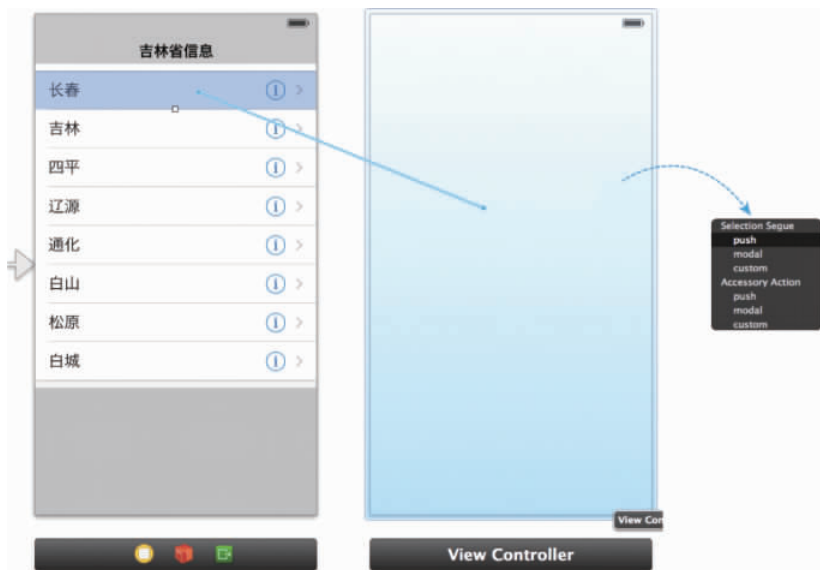 吉林省信息
长春
吉林
四平
辽源
通化
白山
松原
白城
View Con
View Controller
Selection Segue
push
modal
custom
Accessory Action
push
modal
custom